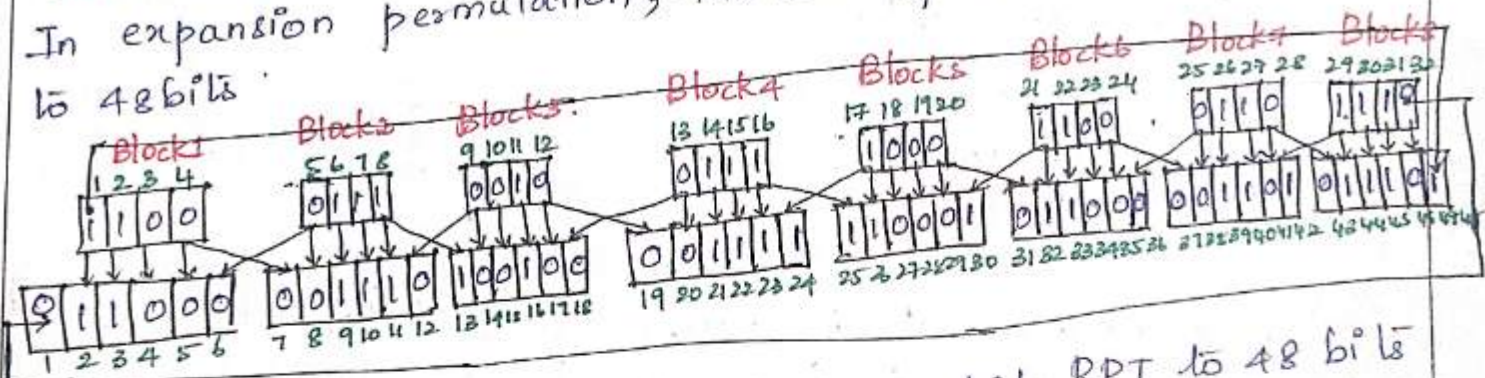 In expansion
to 48 bits
Block1 Block2 Block3. Block4 Block5 Block6 Block7 Block8
1 2 3 4 5 6 7 8 9 10 11 12 13 14 15 16 17 18 19 20 21 22 23 24 25 26 27 28 29 30 31 32
1 1 0 0 0 1 1 1 0 0 1 0 0 1 1 1 1 0 0 0 1 1 0 0 0 1 1 0 1 1 1 0
0 1 1 0 0 0 0 0 1 1 1 0 1 0 0 1 0 0 0 0 1 1 1 1 1 1 0 0 0 1 0 1 1 0 0 0 0 0 1 1 0 1 0 1 1 1 0 1
1 2 3 4 5 6 7 8 9 10 11 12 13 14 15 16 17 18 19 20 21 22 23 24 25 26 27 28 29 30 31 32 33 34 35 36 37 38 39 40 41 42 43 44 45
RPT to 48 bits